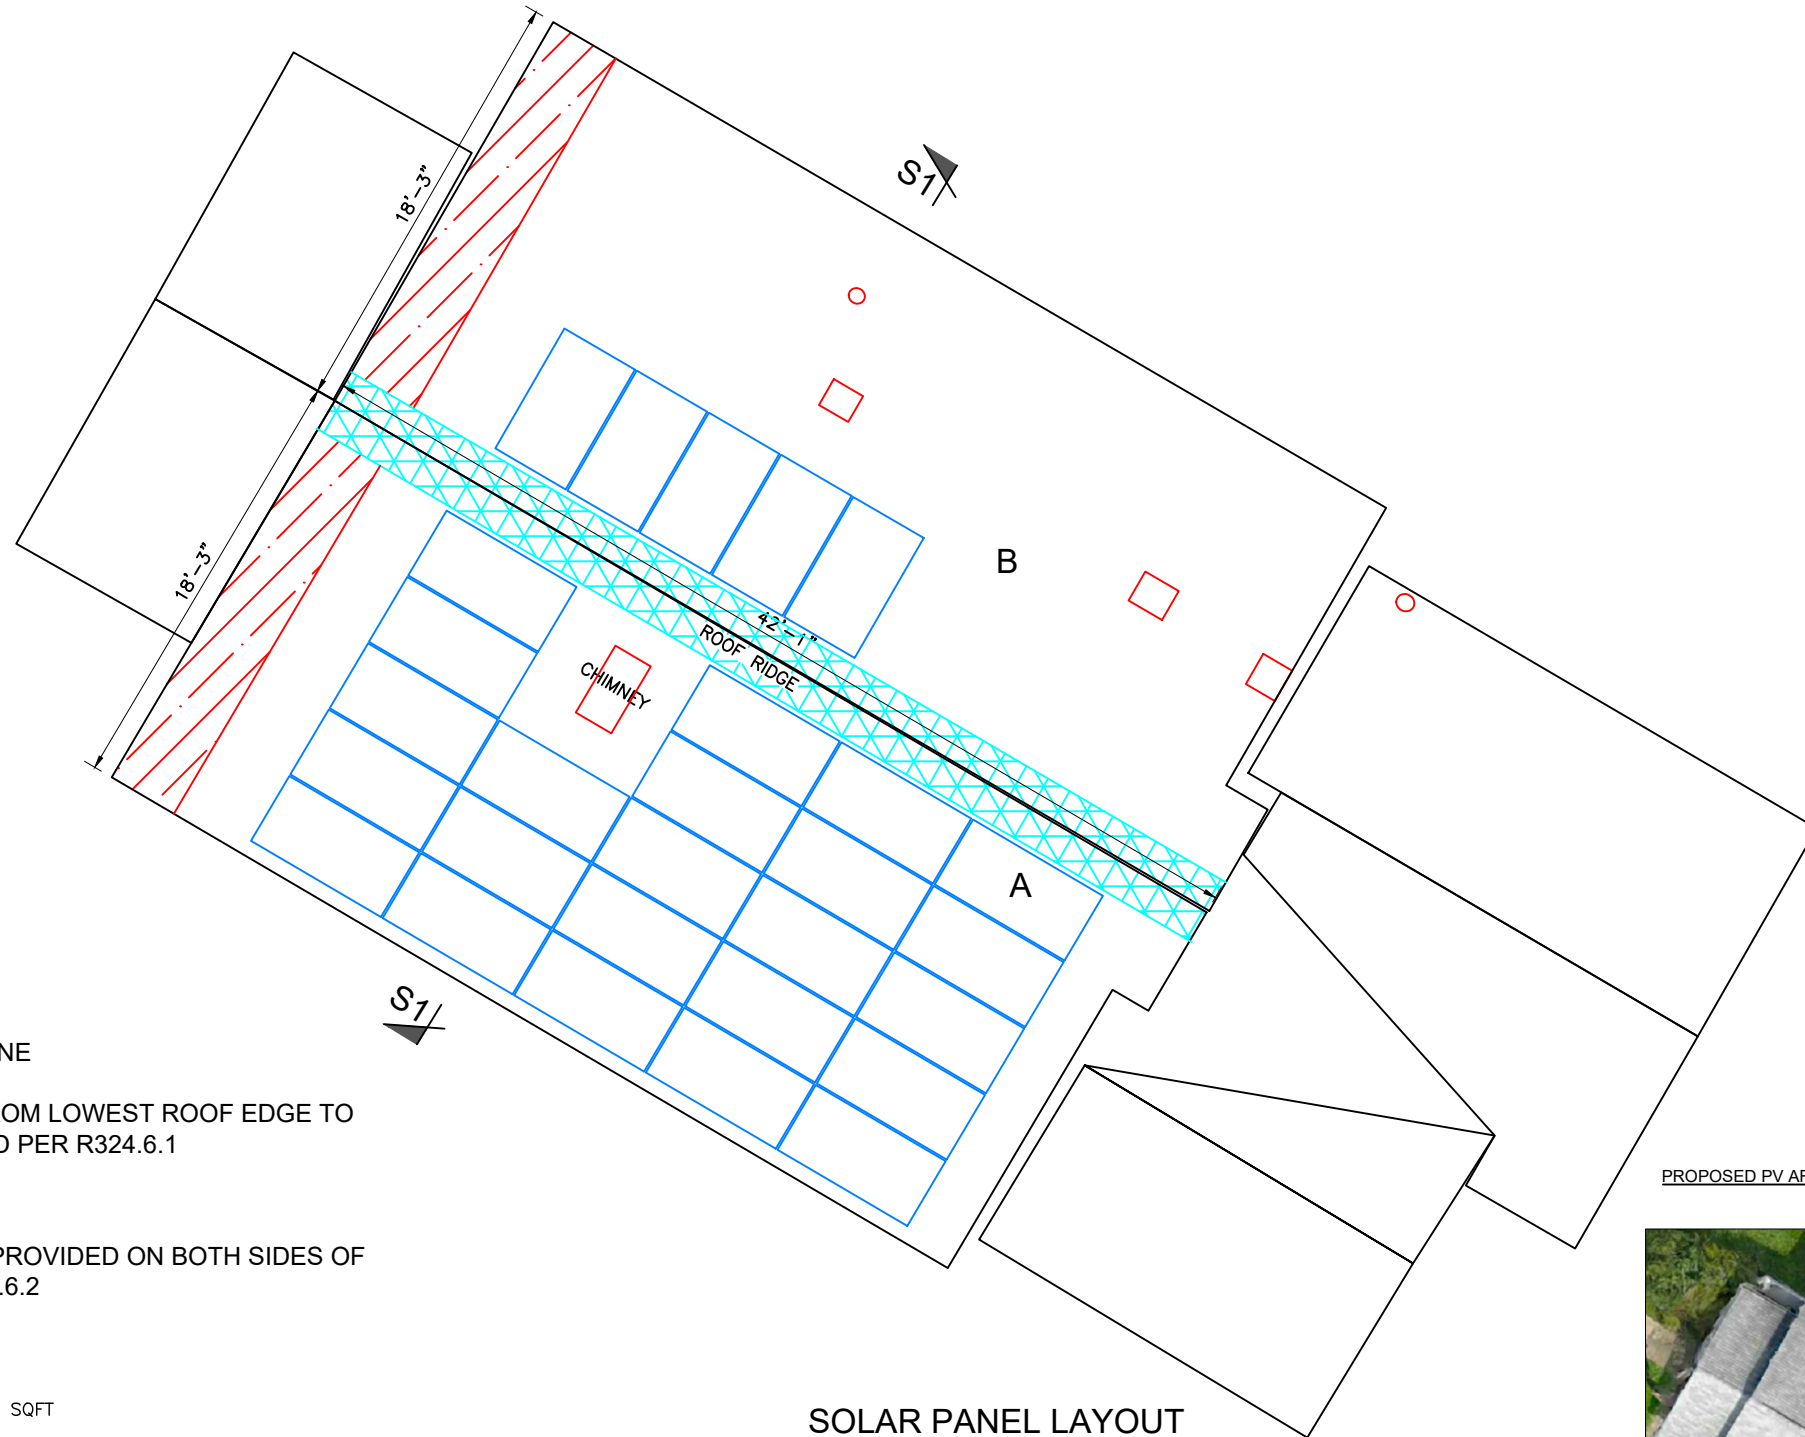 18'-3"
S1
B
42'-1"
ROOF RIDGE
18'-3"
CHIMNEY
A
S1
NE
OM LOWEST ROOF EDGE TO
D PER R324.6.1
PROPOSED PV AR
PROVIDED ON BOTH SIDES OF
.6.2
SQFT
SOLAR PANEL LAYOUT